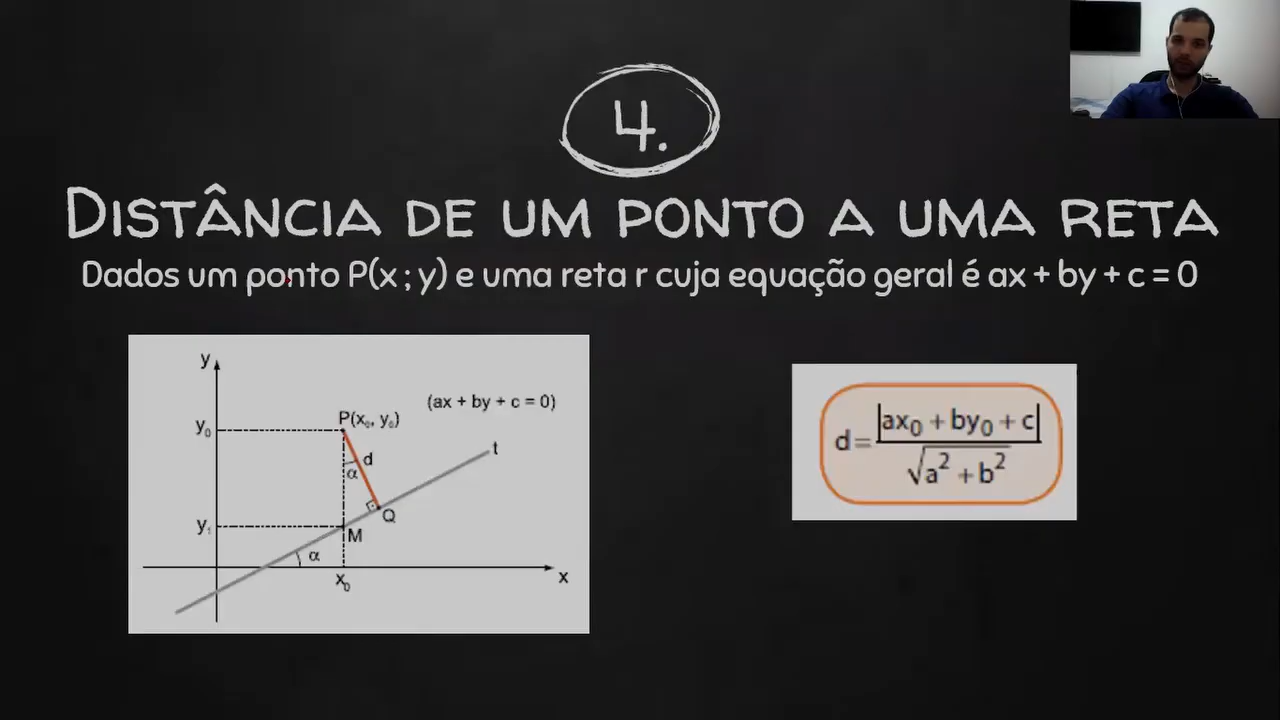 4.
DISTÂNCIA DE UM PONTO A UMA RETA
Dados um ponto P(x ; y) e uma reta r cuja equação geral é ax + by + c = 0
y
(ax + by + c = 0)
P(x₀, y₀)
y₀
t
d
α
Q
y₁
M
α
x₀
x
d = |ax₀ + by₀ + c| / √a² + b²